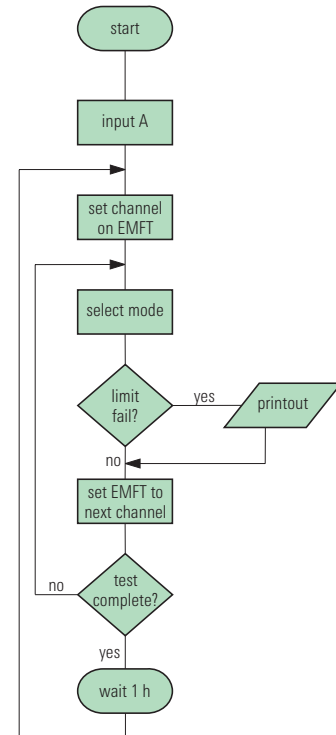 start
input A
set channel
on EMFT
select mode
limit
fail?
yes
printout
no
set EMFT to
next channel
test
complete?
no
yes
wait 1 h